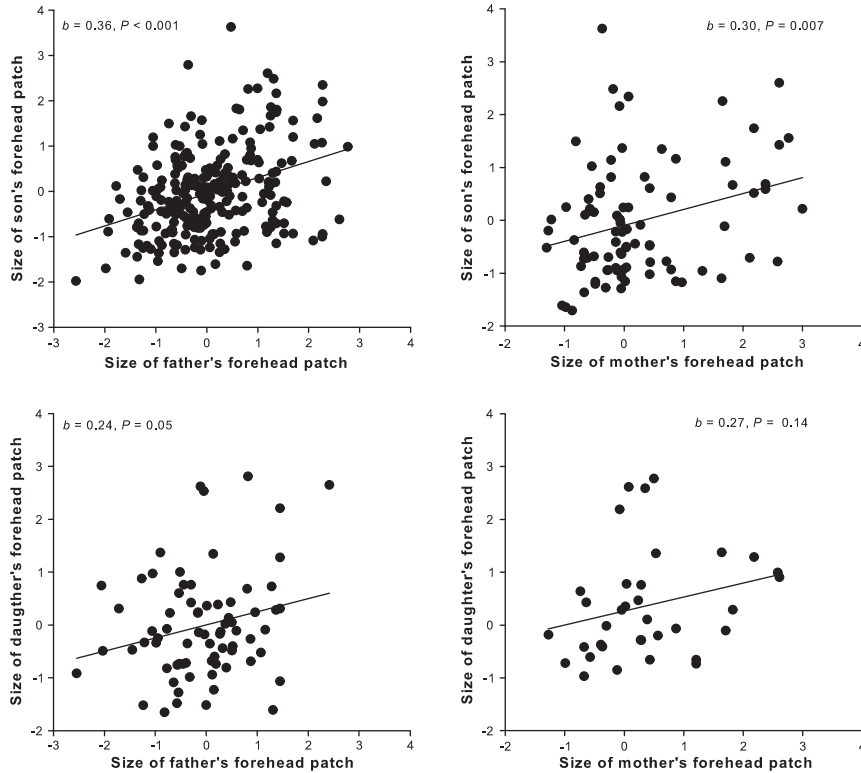 b = 0.36, P < 0.001
Size of son's forehead patch
4
3
2
1
0
-1
-2
-3
-3 -2 -1 0 1 2 3 4
Size of father's forehead patch
b = 0.30, P = 0.007
Size of son's forehead patch
4
3
2
1
0
-1
-2
-2 -1 0 1 2 3 4
Size of mother's forehead patch
b = 0.24, P = 0.05
Size of daugther's forehead patch
4
3
2
1
0
-1
-2
-3 -2 -1 0 1 2 3 4
Size of father's forehead patch
b = 0.27, P = 0.14
Size of daughter's forehead patch
4
3
2
1
0
-1
-2
-2 -1 0 1 2 3 4
Size of mother's forehead patch